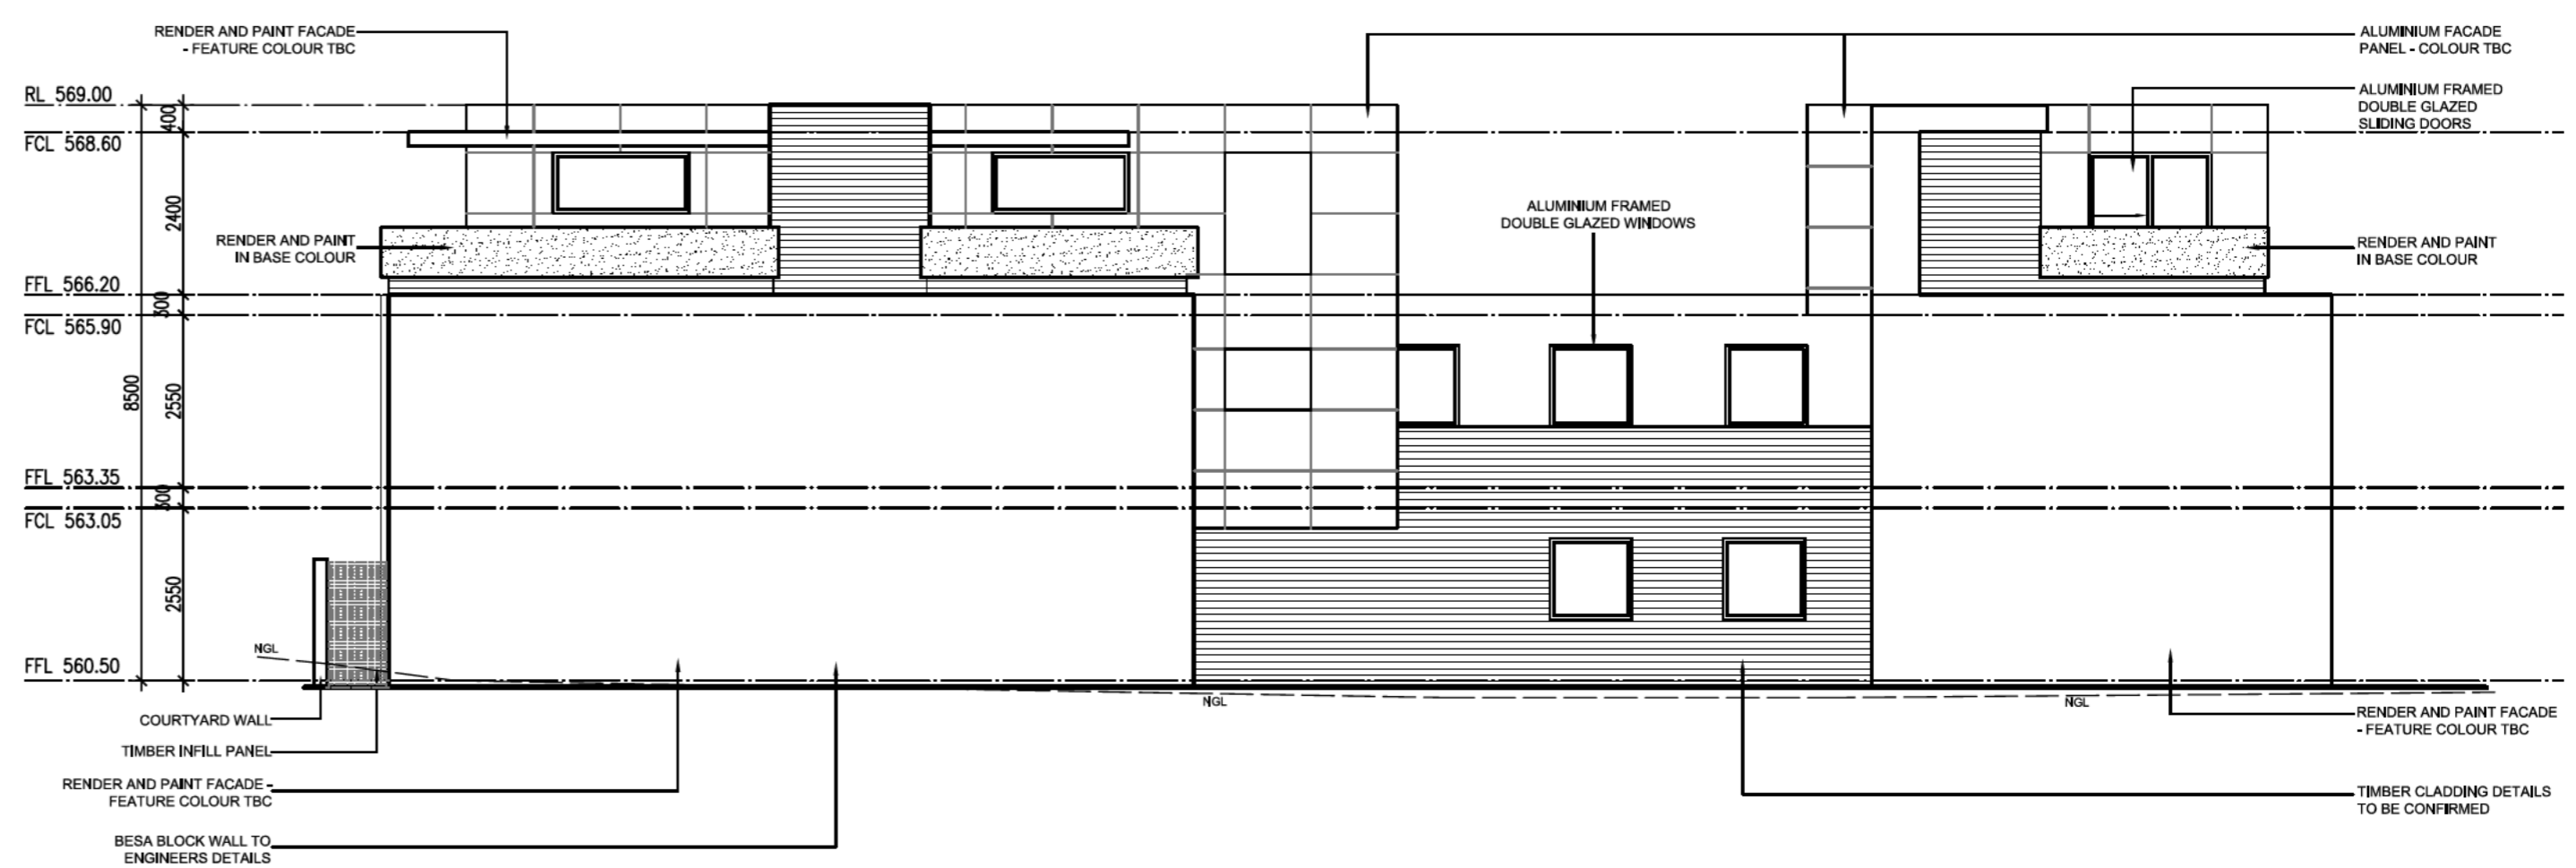 RENDER AND PAINT FACADE
- FEATURE COLOUR TBC
ALUMINIUM FACADE
PANEL - COLOUR TBC
RL 569.00
400
FCL 568.60
ALUMINIUM FRAMED
DOUBLE GLAZED
SLIDING DOORS
2400
ALUMINIUM FRAMED
DOUBLE GLAZED WINDOWS
RENDER AND PAINT
IN BASE COLOUR
RENDER AND PAINT
IN BASE COLOUR
FFL 566.20
300
FCL 565.90
8500
2550
FFL 563.35
300
FCL 563.05
2550
NGL
FFL 560.50
NGL
NGL
COURTYARD WALL
TIMBER INFILL PANEL
RENDER AND PAINT FACADE -
FEATURE COLOUR TBC
BESA BLOCK WALL TO
ENGINEERS DETAILS
RENDER AND PAINT FACADE
- FEATURE COLOUR TBC
TIMBER CLADDING DETAILS
TO BE CONFIRMED